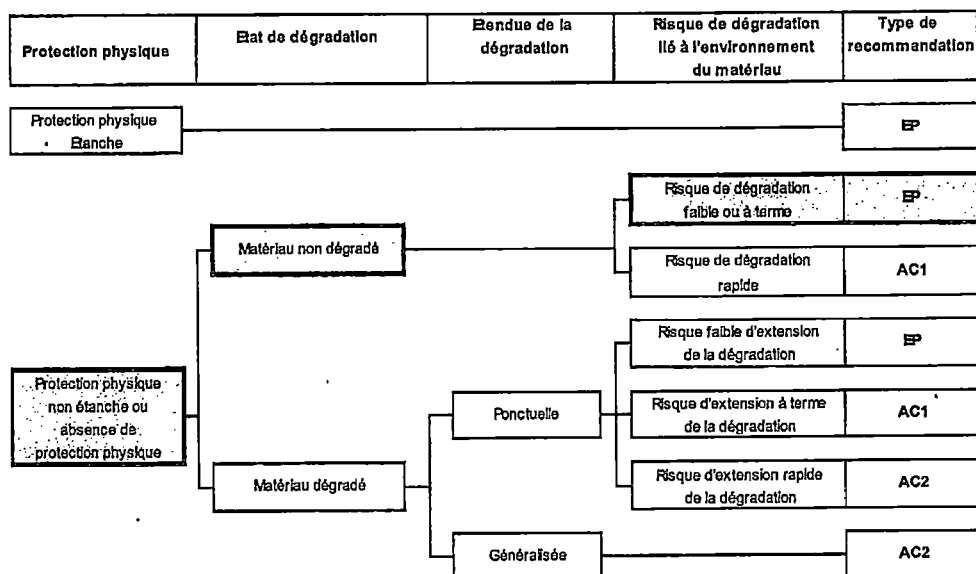 Protection physique
Etat de dégradation
Etendue de la
dégradation
Risque de dégradation
lié à l'environnement
du matériau
Type de
recommandation
Protection physique
Etanche
EP
Risque de dégradation
faible ou à terme
EP
Matériau non dégradé
Risque de dégradation
rapide
AC1
Risque faible d'extension
de la dégradation
EP
Protection physique
non étanche ou
absence de
protection physique
Ponctuelle
Risque d'extension à terme
de la dégradation
AC1
Matériau dégradé
Risque d'extension rapide
de la dégradation
AC2
Généralisée
AC2